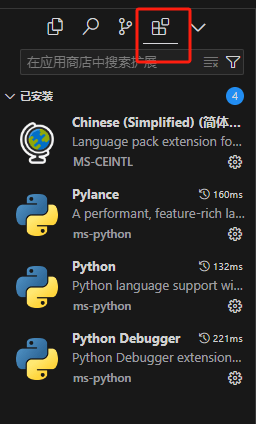 在应用商店中搜索扩展
已安装
4
Chinese (Simplified) (简体...
Language pack extension fo...
MS-CEINTL
Pylance
160ms
A performant, feature-rich la...
ms-python
Python
132ms
Python language support wi...
ms-python
Python Debugger
221ms
Python Debugger extension...
ms-python